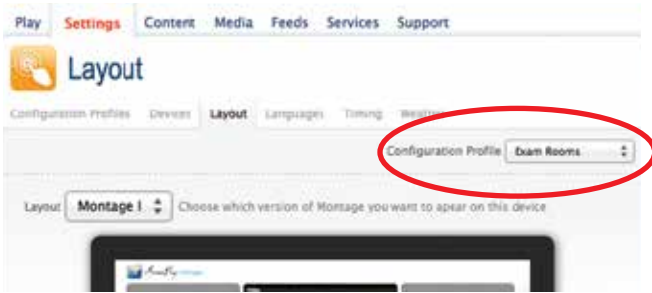 Play Settings Content Media Feeds Services Support
Layout
Configuration Profiles Devices Layout Languages Timing Weather
Configuration Profile Exam Rooms
Layout Montage I Choose which version of Montage you want to apear on this device